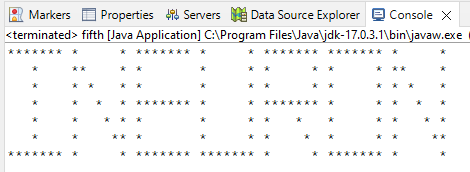 Markers Properties Servers Data Source Explorer Console
<terminated> fifth [Java Application] C:\Program Files\Java\jdk-17.0.3.1\bin\javaw.exe (
******* *     * ******* *     * ******* ******* *     *
   *    **    * *       *     * *     * *     * **    *
   *    * *   * *       *     * *     * *     * * *   *
   *    *  *  * ******* *     * ******* *     * *  *  *
   *    *   * * *       *     * *   *   *     * *   * *
   *    *    ** *       *     * *    *  *     * *    **
******* *     * ******* ******* *     * ******* *     *